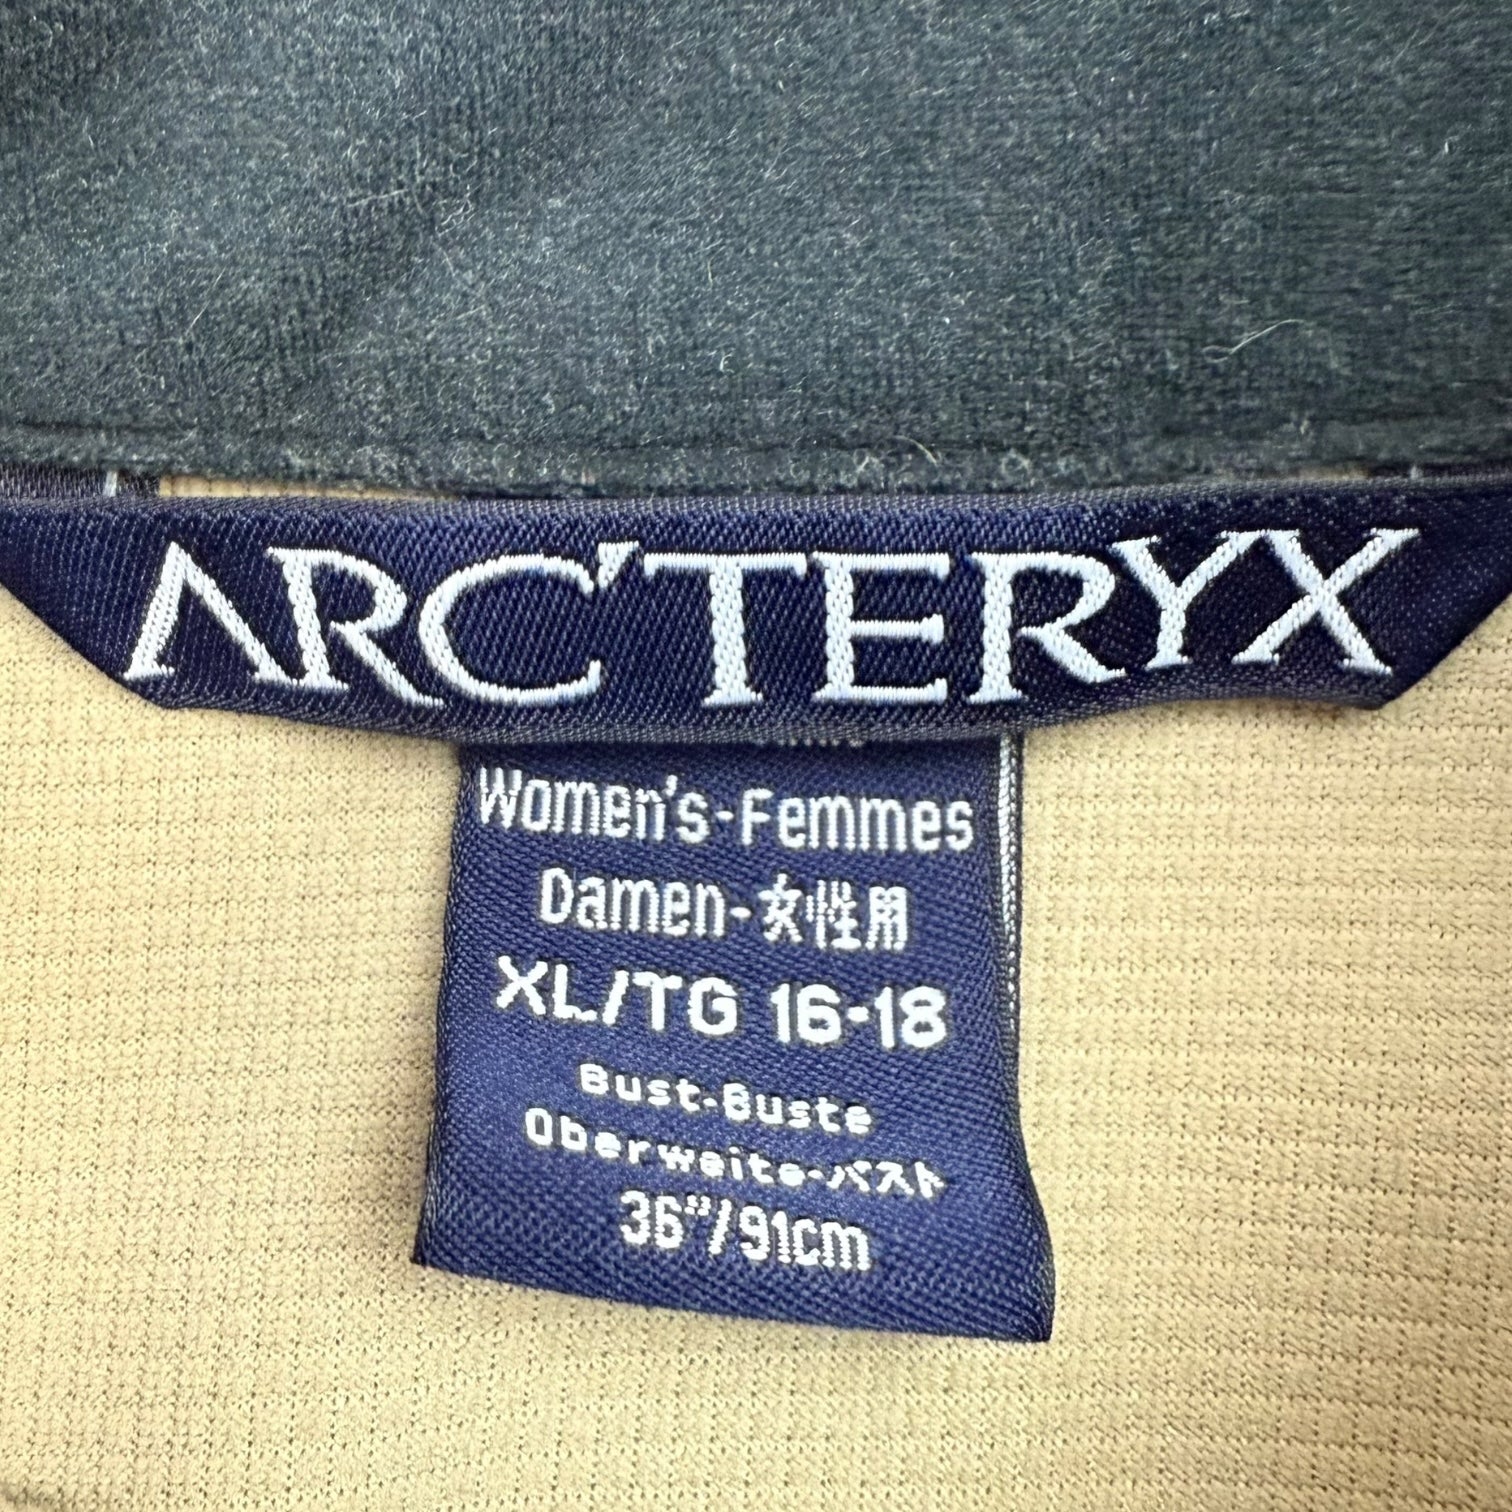 ARC'TERYX
Women's-Femmes
Damen-女性用
XL/TG 16-18
Bust-Buste
Oberweite-バスト
36"/91cm